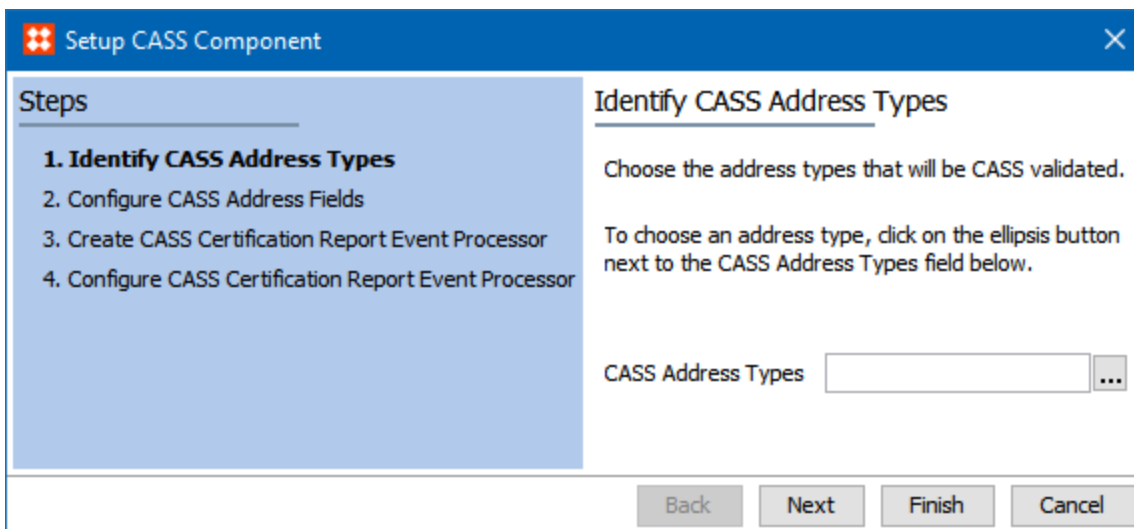 Setup CASS Component
Steps
1. Identify CASS Address Types
2. Configure CASS Address Fields
3. Create CASS Certification Report Event Processor
4. Configure CASS Certification Report Event Processor
Identify CASS Address Types
Choose the address types that will be CASS validated.
To choose an address type, click on the ellipsis button
next to the CASS Address Types field below.
CASS Address Types ...
Back Next Finish Cancel